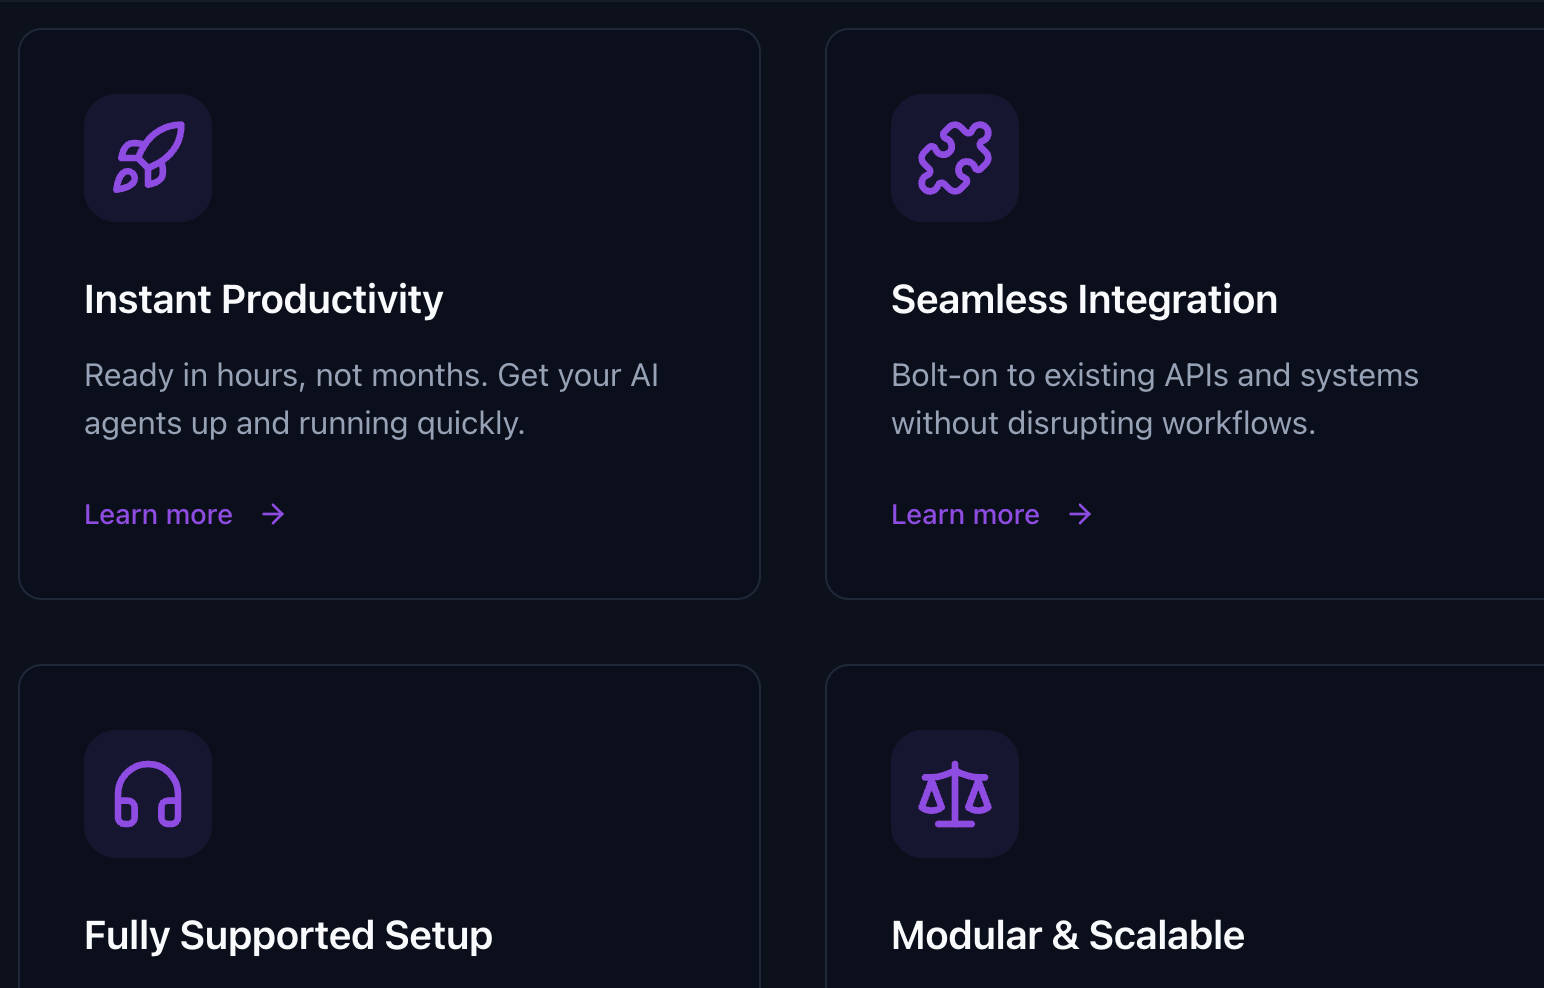 Instant Productivity
Ready in hours, not months. Get your AI
agents up and running quickly.
Learn more
Seamless Integration
Bolt-on to existing APIs and systems
without disrupting workflows.
Learn more
Fully Supported Setup
Modular & Scalable